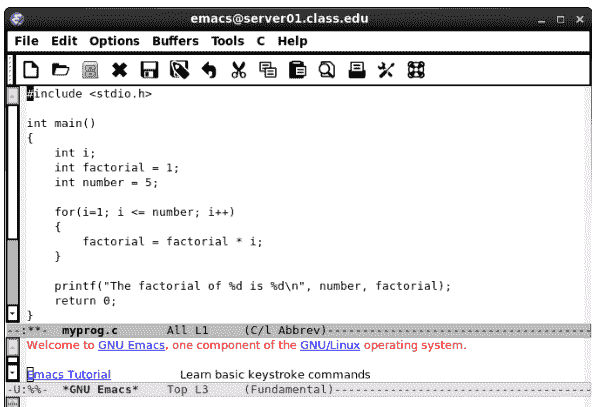 emacs@server01.class.edu
File Edit Options Buffers Tools C Help
#include <stdio.h>
int main()
{
    int i;
    int factorial = 1;
    int number = 5;
    for(i=1; i <= number; i++)
    {
        factorial = factorial * i;
    }
    printf("The factorial of %d is %d\n", number, factorial);
    return 0;
}
--:**-  myprog.c       All L1     (C/l Abbrev)--------------------------------------
Welcome to GNU Emacs, one component of the GNU/Linux operating system.
Emacs Tutorial          Learn basic keystroke commands
-U:%%-  *GNU Emacs*    Top L3     (Fundamental)-------------------------------------